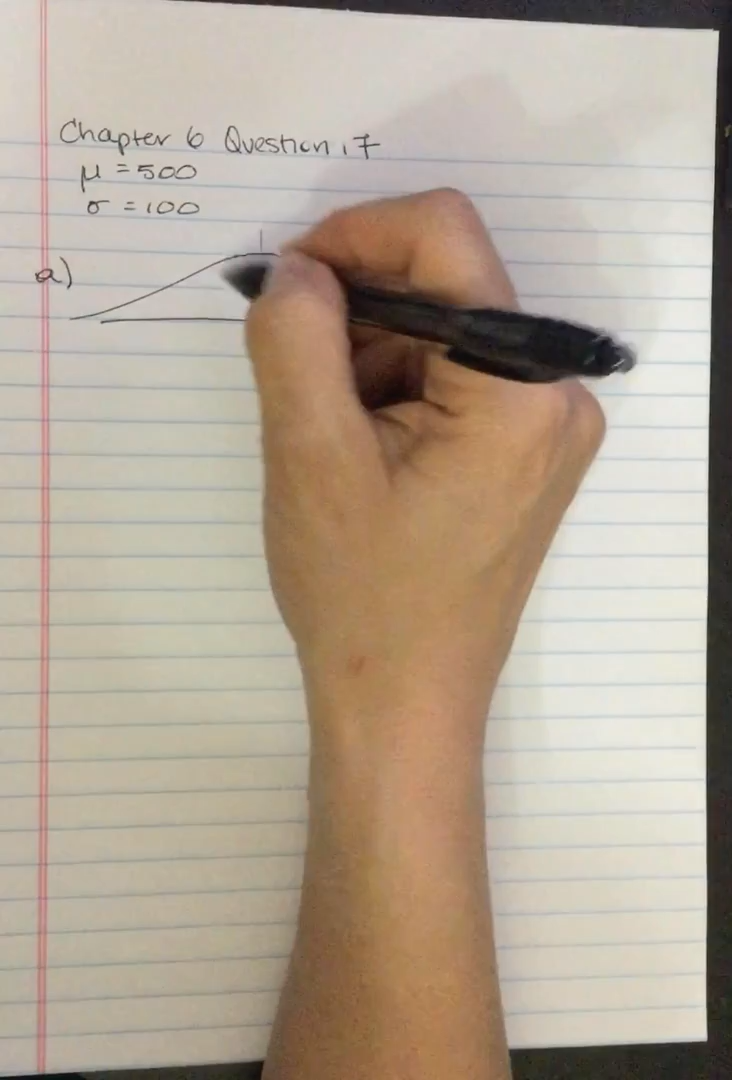 Chapter 6 Question 17
μ = 500
σ = 100
a)